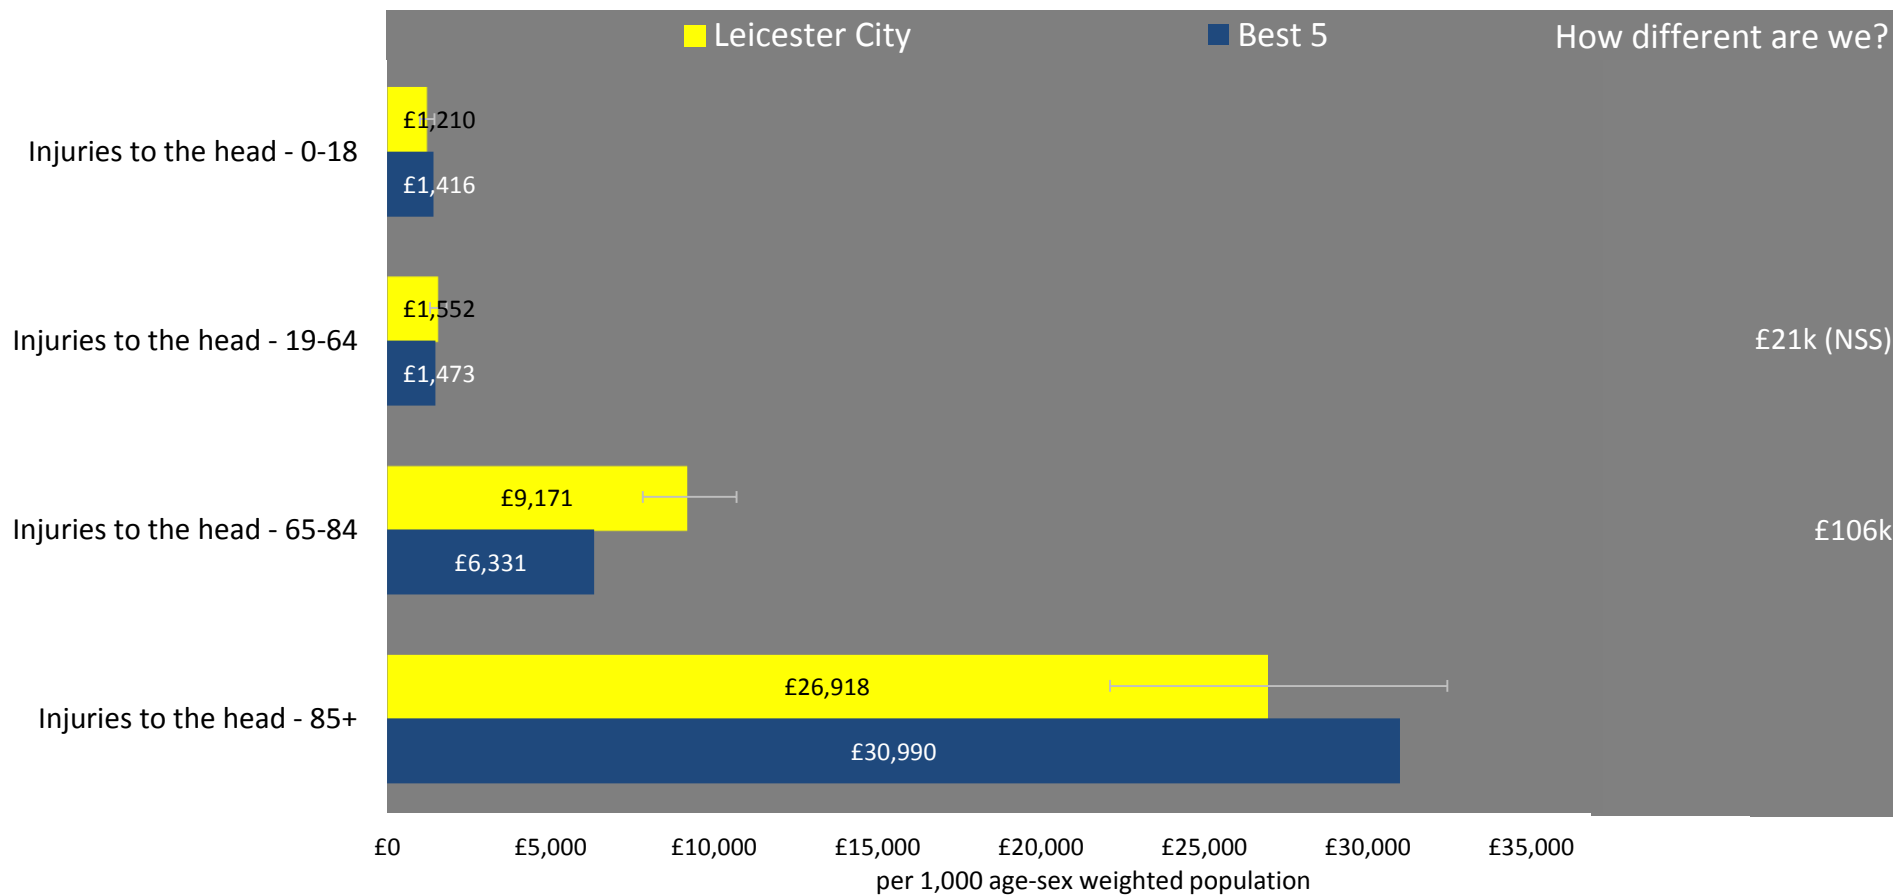 Leicester City Best 5 How different are we?
Injuries to the head - 0-18
£1,210
£1,416
Injuries to the head - 19-64
£1,552
£1,473
£21k (NSS)
Injuries to the head - 65-84
£9,171
£6,331
£106k
Injuries to the head - 85+
£26,918
£30,990
£0 £5,000 £10,000 £15,000 £20,000 £25,000 £30,000 £35,000
per 1,000 age-sex weighted population